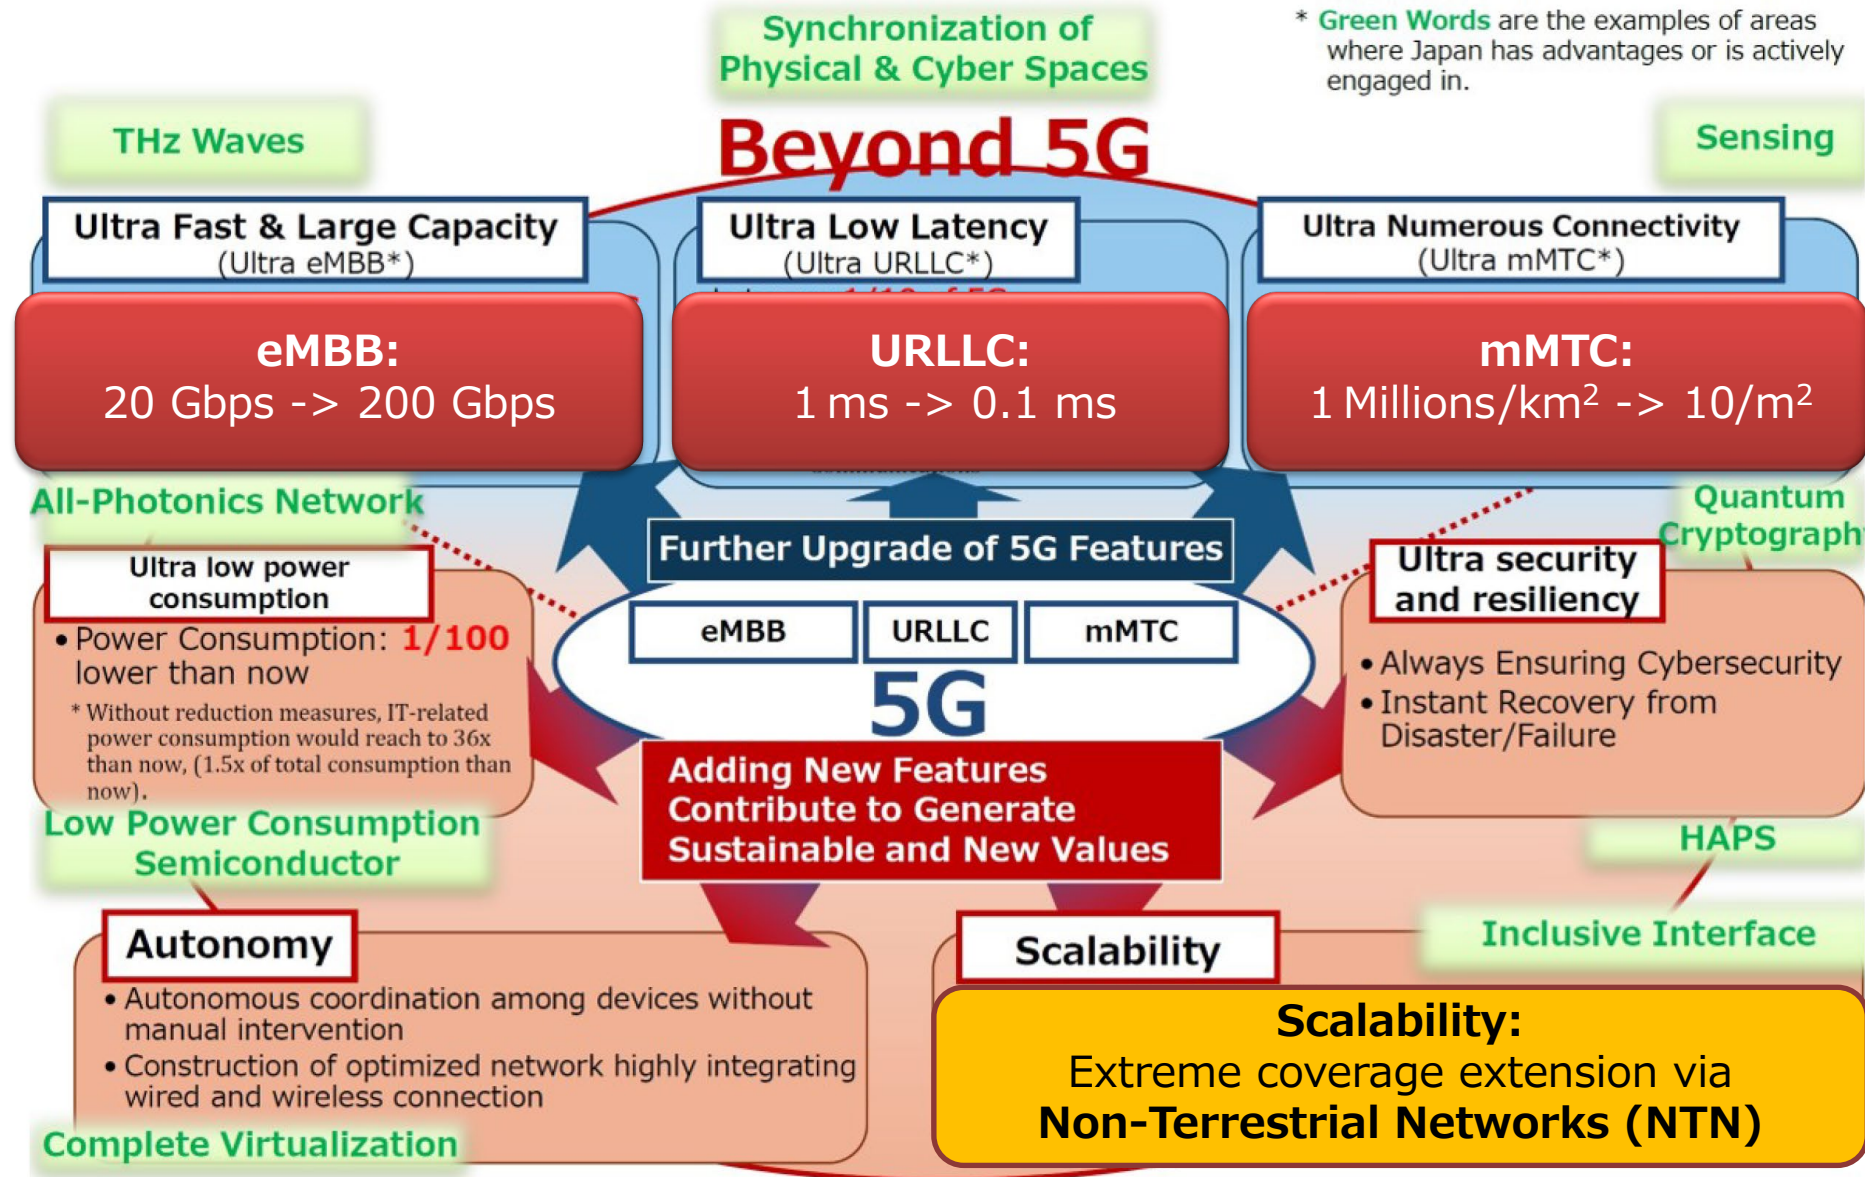 Synchronization of
Physical & Cyber Spaces
* Green Words are the examples of areas
where Japan has advantages or is actively
engaged in.
THz Waves
Beyond 5G
Sensing
Ultra Fast & Large Capacity
(Ultra eMBB*)
Ultra Low Latency
(Ultra URLLC*)
Ultra Numerous Connectivity
(Ultra mMTC*)
eMBB:
20 Gbps -> 200 Gbps
URLLC:
1 ms -> 0.1 ms
mMTC:
1 Millions/km² -> 10/m²
All-Photonics Network
Quantum
Cryptography
Further Upgrade of 5G Features
Ultra low power
consumption
• Power Consumption: 1/100
lower than now
* Without reduction measures, IT-related
power consumption would reach to 36x
than now, (1.5x of total consumption than
now).
eMBB
URLLC
mMTC
5G
Ultra security
and resiliency
• Always Ensuring Cybersecurity
• Instant Recovery from
Disaster/Failure
Adding New Features
Contribute to Generate
Sustainable and New Values
Low Power Consumption
Semiconductor
HAPS
Inclusive Interface
Autonomy
• Autonomous coordination among devices without
manual intervention
• Construction of optimized network highly integrating
wired and wireless connection
Complete Virtualization
Scalability
Scalability:
Extreme coverage extension via
Non-Terrestrial Networks (NTN)